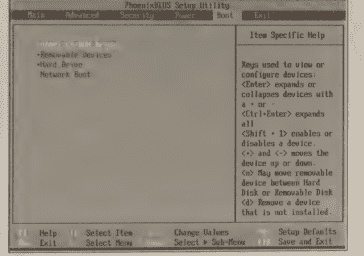 PhoenixBIOS Setup Utility
Main Advanced Security Power Boot Exit
+Removable Devices
+Hard Drive
Network Boot
Item Specific Help
Keys used to view or
configure devices:
<Enter> expands or
collapses devices with
a + or -
<Ctrl+Enter> expands
all
<Shift + 1> enables or
disables a device.
<+> and <-> moves the
device up or down.
<n> May move removable
device between Hard
Disk or Removable Disk
<d> Remove a device
that is not installed.
Help Select Item Change Values Setup Defaults
Exit Select Menu Select ▶ Sub-Menu Save and Exit